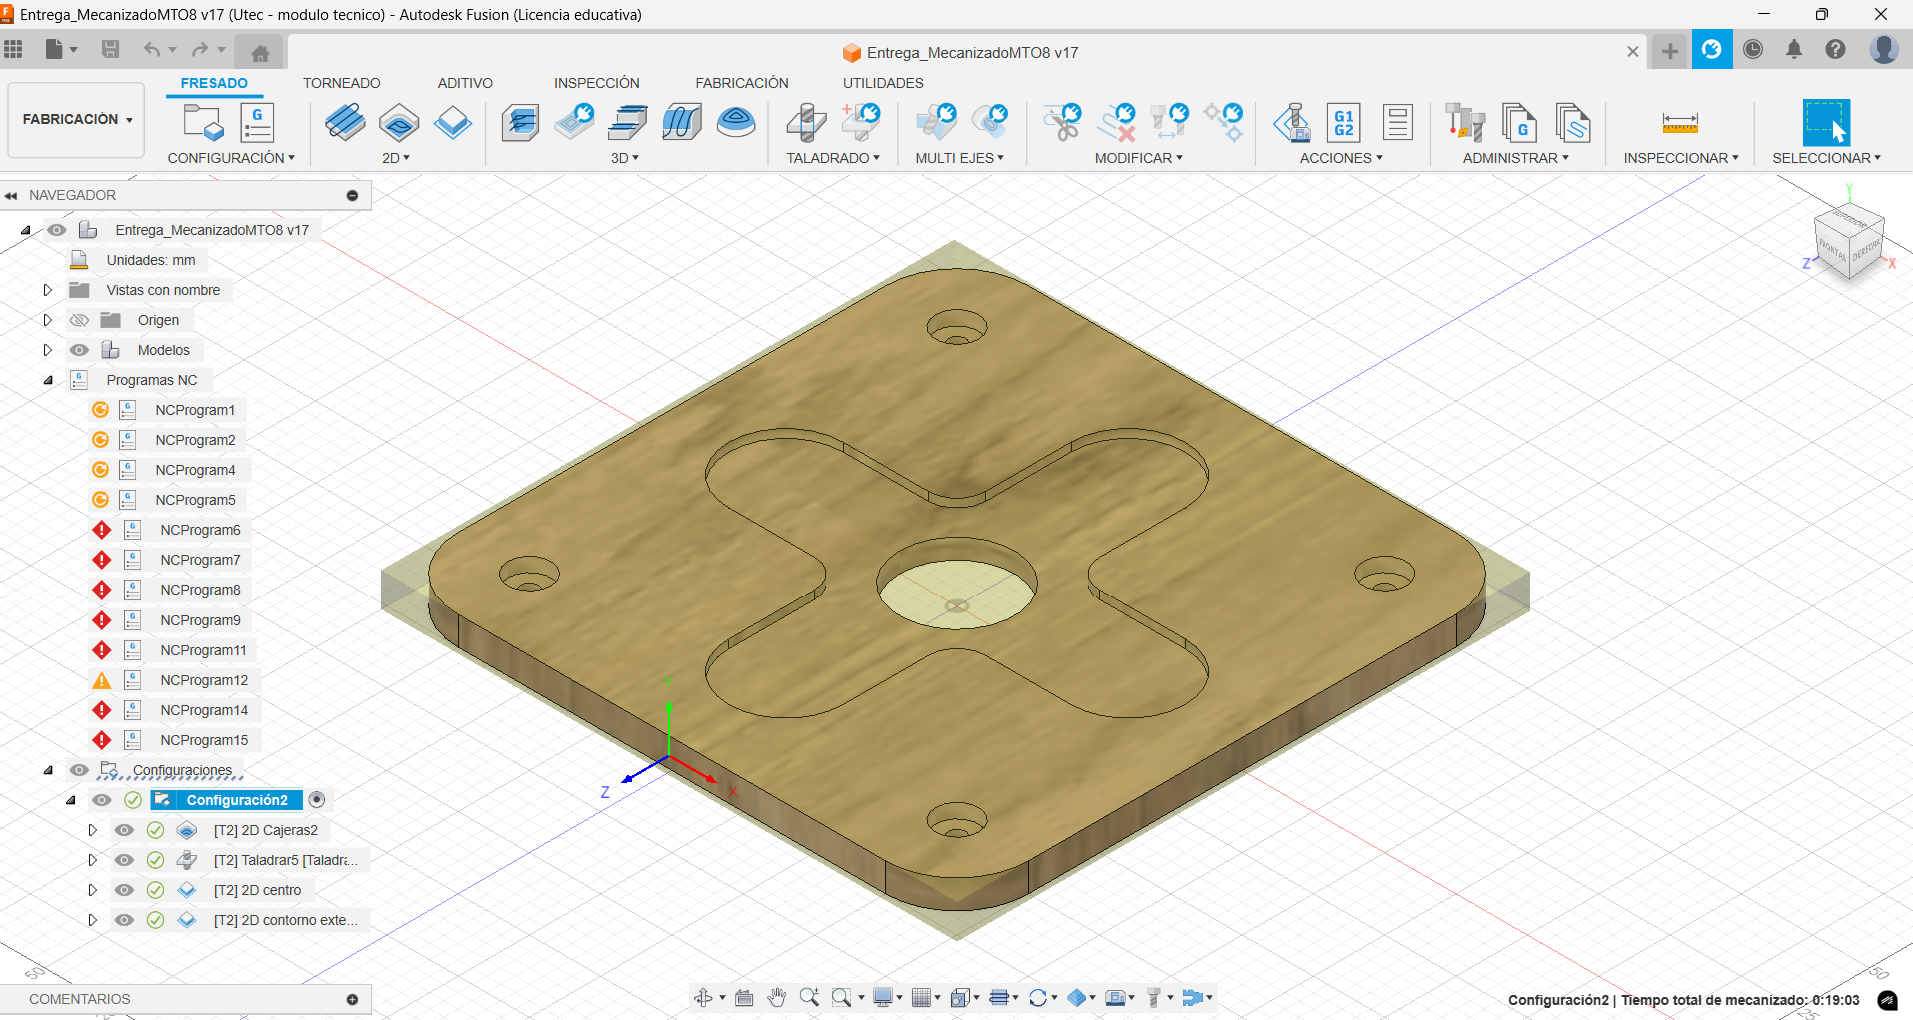 Entrega_MecanizadoMTO8 v17 (Utec - modulo tecnico) - Autodesk Fusion (Licencia educativa)
Entrega_MecanizadoMTO8 v17
FRESADO TORNEADO ADITIVO INSPECCIÓN FABRICACIÓN UTILIDADES
FABRICACIÓN
G1
G2
CONFIGURACIÓN 2D 3D TALADRADO MULTI EJES MODIFICAR ACCIONES ADMINISTRAR INSPECCIONAR SELECCIONAR
NAVEGADOR
Entrega_MecanizadoMTO8 v17
Unidades: mm
Vistas con nombre
Origen
Modelos
Programas NC
NCProgram1
NCProgram2
NCProgram4
NCProgram5
NCProgram6
NCProgram7
NCProgram8
NCProgram9
NCProgram11
NCProgram12
NCProgram14
NCProgram15
Configuraciones
Configuración2
[T2] 2D Cajeras2
[T2] Taladrar5 [Taladra...
[T2] 2D centro
[T2] 2D contorno exte...
Y
FRONTAL DERECHA
Z X
Y
Z X
50
50
25
COMENTARIOS
Configuración2 | Tiempo total de mecanizado: 0:19:03